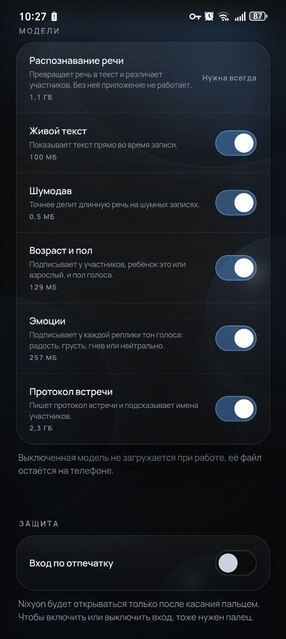 10:27
87
МОДЕЛИ
Распознавание речи
Превращает речь в текст и различает
участников. Без неё приложение не работает.
1,1 ГБ
Нужна всегда
Живой текст
Показывает текст прямо во время записи.
100 МБ
Шумодав
Точнее делит длинную речь на шумных записях.
0,5 МБ
Возраст и пол
Подписывает у участников, ребёнок это или
взрослый, и пол голоса.
129 МБ
Эмоции
Подписывает у каждой реплики тон голоса:
радость, грусть, гнев или нейтрально.
257 МБ
Протокол встречи
Пишет протокол встречи и подсказывает имена
участников.
2,3 ГБ
Выключенная модель не загружается при работе, её файл
остаётся на телефоне.
ЗАЩИТА
Вход по отпечатку
Nixyon будет открываться только после касания пальцем.
Чтобы включить или выключить вход, тоже нужен палец.